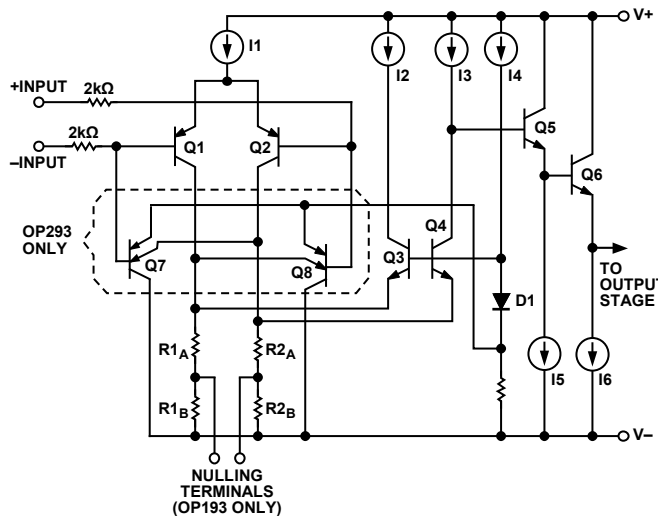 V+
I1
I2
I3
I4
+INPUT
2kΩ
2kΩ
–INPUT
Q1
Q2
Q5
Q6
OP293
ONLY
Q7
Q8
Q3
Q4
TO
OUTPUT
STAGE
D1
R1A
R2A
I5
I6
R1B
R2B
V–
NULLING
TERMINALS
(OP193 ONLY)